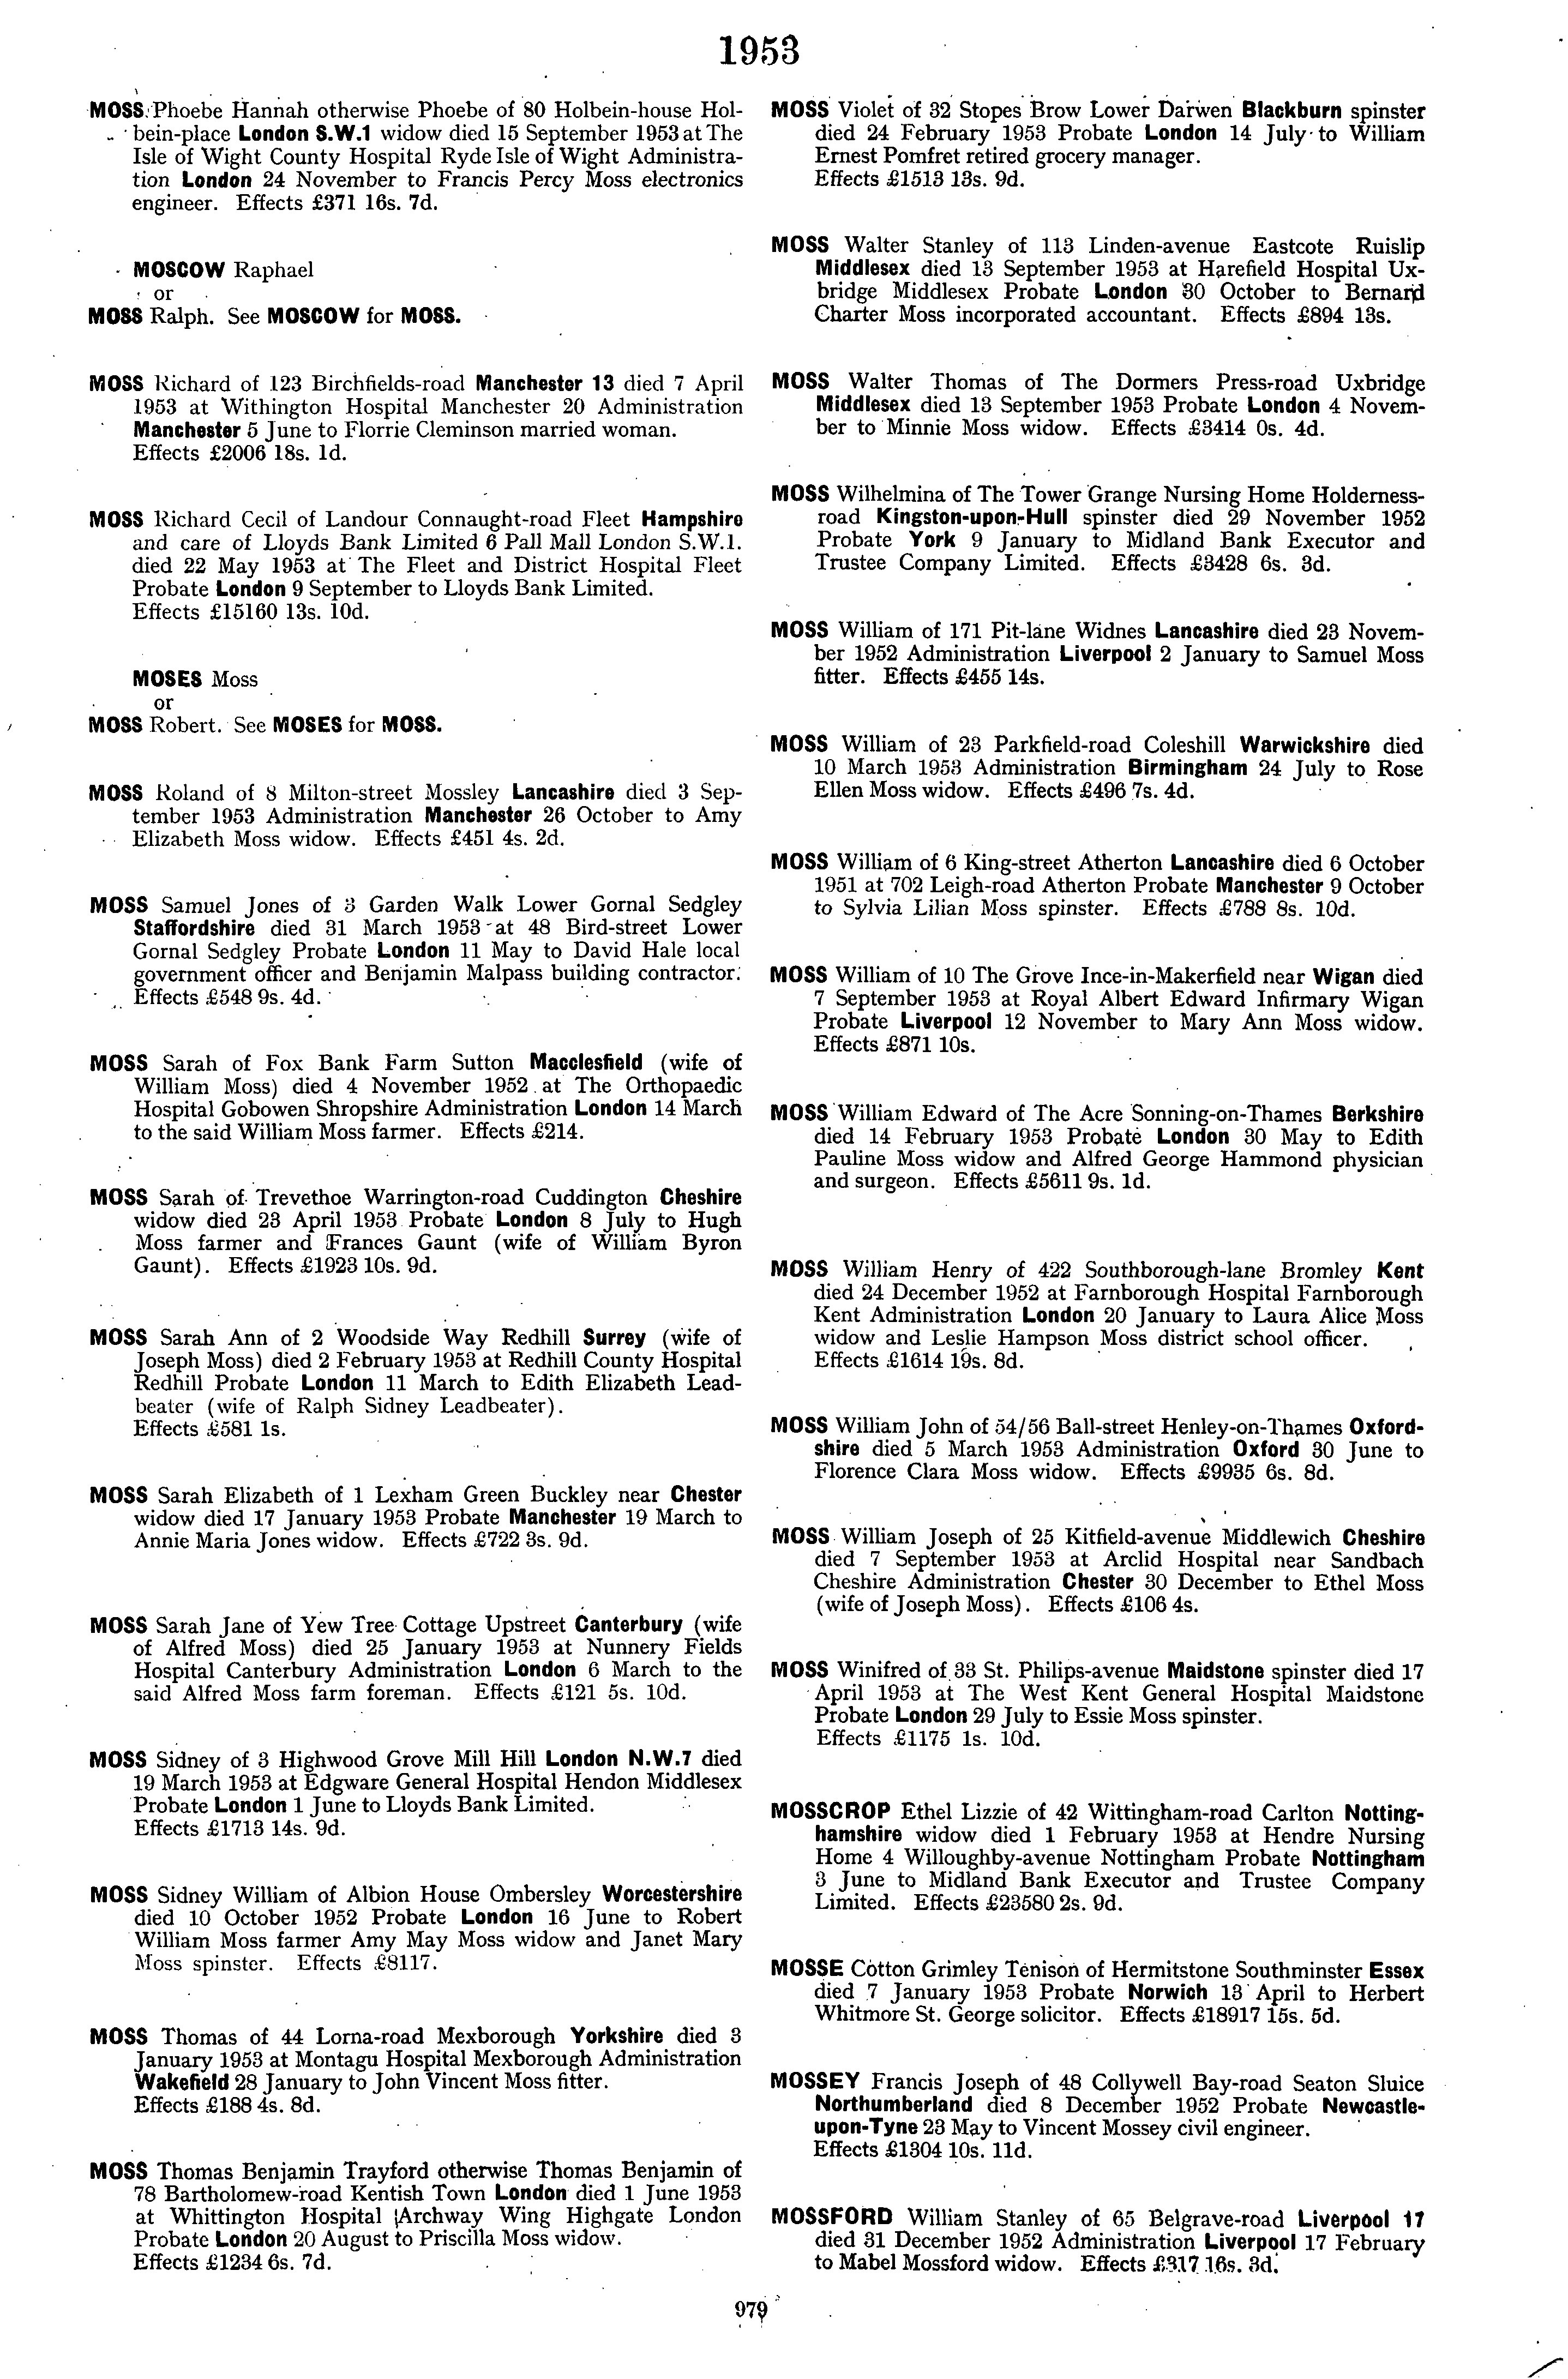 1953
MOSS Phoebe Hannah otherwise Phoebe of 80 Holbein-house Hol-
bein-place London S.W.1 widow died 15 September 1953 at The
Isle of Wight County Hospital Ryde Isle of Wight Administra-
tion London 24 November to Francis Percy Moss electronics
engineer. Effects £371 16s. 7d.
MOSCOW Raphael
or
MOSS Ralph. See MOSCOW for MOSS.
MOSS Richard of 123 Birchfields-road Manchester 13 died 7 April
1953 at Withington Hospital Manchester 20 Administration
Manchester 5 June to Florrie Cleminson married woman.
Effects £2006 18s. 1d.
MOSS Richard Cecil of Landour Connaught-road Fleet Hampshire
and care of Lloyds Bank Limited 6 Pall Mall London S.W.1.
died 22 May 1953 at The Fleet and District Hospital Fleet
Probate London 9 September to Lloyds Bank Limited.
Effects £15160 13s. 10d.
MOSES Moss
or
MOSS Robert. See MOSES for MOSS.
MOSS Roland of 8 Milton-street Mossley Lancashire died 3 Sep-
tember 1953 Administration Manchester 26 October to Amy
Elizabeth Moss widow. Effects £451 4s. 2d.
MOSS Samuel Jones of 3 Garden Walk Lower Gornal Sedgley
Staffordshire died 31 March 1953 at 48 Bird-street Lower
Gornal Sedgley Probate London 11 May to David Hale local
government officer and Benjamin Malpass building contractor.
Effects £548 9s. 4d.
MOSS Sarah of Fox Bank Farm Sutton Macclesfield (wife of
William Moss) died 4 November 1952 at The Orthopaedic
Hospital Gobowen Shropshire Administration London 14 March
to the said William Moss farmer. Effects £214.
MOSS Sarah of Trevethoe Warrington-road Cuddington Cheshire
widow died 23 April 1953 Probate London 8 July to Hugh
Moss farmer and Frances Gaunt (wife of William Byron
Gaunt). Effects £1923 10s. 9d.
MOSS Sarah Ann of 2 Woodside Way Redhill Surrey (wife of
Joseph Moss) died 2 February 1953 at Redhill County Hospital
Redhill Probate London 11 March to Edith Elizabeth Lead-
beater (wife of Ralph Sidney Leadbeater).
Effects £581 1s.
MOSS Sarah Elizabeth of 1 Lexham Green Buckley near Chester
widow died 17 January 1953 Probate Manchester 19 March to
Annie Maria Jones widow. Effects £722 3s. 9d.
MOSS Sarah Jane of Yew Tree Cottage Upstreet Canterbury (wife
of Alfred Moss) died 25 January 1953 at Nunnery Fields
Hospital Canterbury Administration London 6 March to the
said Alfred Moss farm foreman. Effects £121 5s. 10d.
MOSS Sidney of 3 Highwood Grove Mill Hill London N.W.7 died
19 March 1953 at Edgware General Hospital Hendon Middlesex
Probate London 1 June to Lloyds Bank Limited.
Effects £1713 14s. 9d.
MOSS Sidney William of Albion House Ombersley Worcestershire
died 10 October 1952 Probate London 16 June to Robert
William Moss farmer Amy May Moss widow and Janet Mary
Moss spinster. Effects £8117.
MOSS Thomas of 44 Lorna-road Mexborough Yorkshire died 3
January 1953 at Montagu Hospital Mexborough Administration
Wakefield 28 January to John Vincent Moss fitter.
Effects £188 4s. 8d.
MOSS Thomas Benjamin Trayford otherwise Thomas Benjamin of
78 Bartholomew-road Kentish Town London died 1 June 1953
at Whittington Hospital (Archway Wing Highgate London
Probate London 20 August to Priscilla Moss widow.
Effects £1234 6s. 7d.
MOSS Violet of 32 Stopes Brow Lower Darwen Blackburn spinster
died 24 February 1953 Probate London 14 July to William
Ernest Pomfret retired grocery manager.
Effects £1513 13s. 9d.
MOSS Walter Stanley of 113 Linden-avenue Eastcote Ruislip
Middlesex died 13 September 1953 at Harefield Hospital Ux-
bridge Middlesex Probate London 30 October to Bernard
Charter Moss incorporated accountant. Effects £894 13s.
MOSS Walter Thomas of The Dormers Press-road Uxbridge
Middlesex died 13 September 1953 Probate London 4 Novem-
ber to Minnie Moss widow. Effects £3414 0s. 4d.
MOSS Wilhelmina of The Tower Grange Nursing Home Holderness-
road Kingston-upon-Hull spinster died 29 November 1952
Probate York 9 January to Midland Bank Executor and
Trustee Company Limited. Effects £3428 6s. 3d.
MOSS William of 171 Pit-lane Widnes Lancashire died 23 Novem-
ber 1952 Administration Liverpool 2 January to Samuel Moss
fitter. Effects £455 14s.
MOSS William of 23 Parkfield-road Coleshill Warwickshire died
10 March 1953 Administration Birmingham 24 July to Rose
Ellen Moss widow. Effects £496 7s. 4d.
MOSS William of 6 King-street Atherton Lancashire died 6 October
1951 at 702 Leigh-road Atherton Probate Manchester 9 October
to Sylvia Lilian Moss spinster. Effects £788 8s. 10d.
MOSS William of 10 The Grove Ince-in-Makerfield near Wigan died
7 September 1953 at Royal Albert Edward Infirmary Wigan
Probate Liverpool 12 November to Mary Ann Moss widow.
Effects £871 10s.
MOSS William Edward of The Acre Sonning-on-Thames Berkshire
died 14 February 1953 Probate London 30 May to Edith
Pauline Moss widow and Alfred George Hammond physician
and surgeon. Effects £5611 9s. 1d.
MOSS William Henry of 422 Southborough-lane Bromley Kent
died 24 December 1952 at Farnborough Hospital Farnborough
Kent Administration London 20 January to Laura Alice Moss
widow and Leslie Hampson Moss district school officer.
Effects £1614 19s. 8d.
MOSS William John of 54/56 Ball-street Henley-on-Thames Oxford-
shire died 5 March 1953 Administration Oxford 30 June to
Florence Clara Moss widow. Effects £9935 6s. 8d.
MOSS William Joseph of 25 Kitfield-avenue Middlewich Cheshire
died 7 September 1953 at Arclid Hospital near Sandbach
Cheshire Administration Chester 30 December to Ethel Moss
(wife of Joseph Moss). Effects £106 4s.
MOSS Winifred of 33 St. Philips-avenue Maidstone spinster died 17
April 1953 at The West Kent General Hospital Maidstone
Probate London 29 July to Essie Moss spinster.
Effects £1175 1s. 10d.
MOSSCROP Ethel Lizzie of 42 Wittingham-road Carlton Notting-
hamshire widow died 1 February 1953 at Hendre Nursing
Home 4 Willoughby-avenue Nottingham Probate Nottingham
3 June to Midland Bank Executor and Trustee Company
Limited. Effects £23580 2s. 9d.
MOSSE Cotton Grimley Tenison of Hermitstone Southminster Essex
died 7 January 1953 Probate Norwich 13 April to Herbert
Whitmore St. George solicitor. Effects £18917 15s. 5d.
MOSSEY Francis Joseph of 48 Collywell Bay-road Seaton Sluice
Northumberland died 8 December 1952 Probate Newcastle-
upon-Tyne 23 May to Vincent Mossey civil engineer.
Effects £1304 10s. 11d.
MOSSFORD William Stanley of 65 Belgrave-road Liverpool 17
died 31 December 1952 Administration Liverpool 17 February
to Mabel Mossford widow. Effects £317 16s. 3d.
979